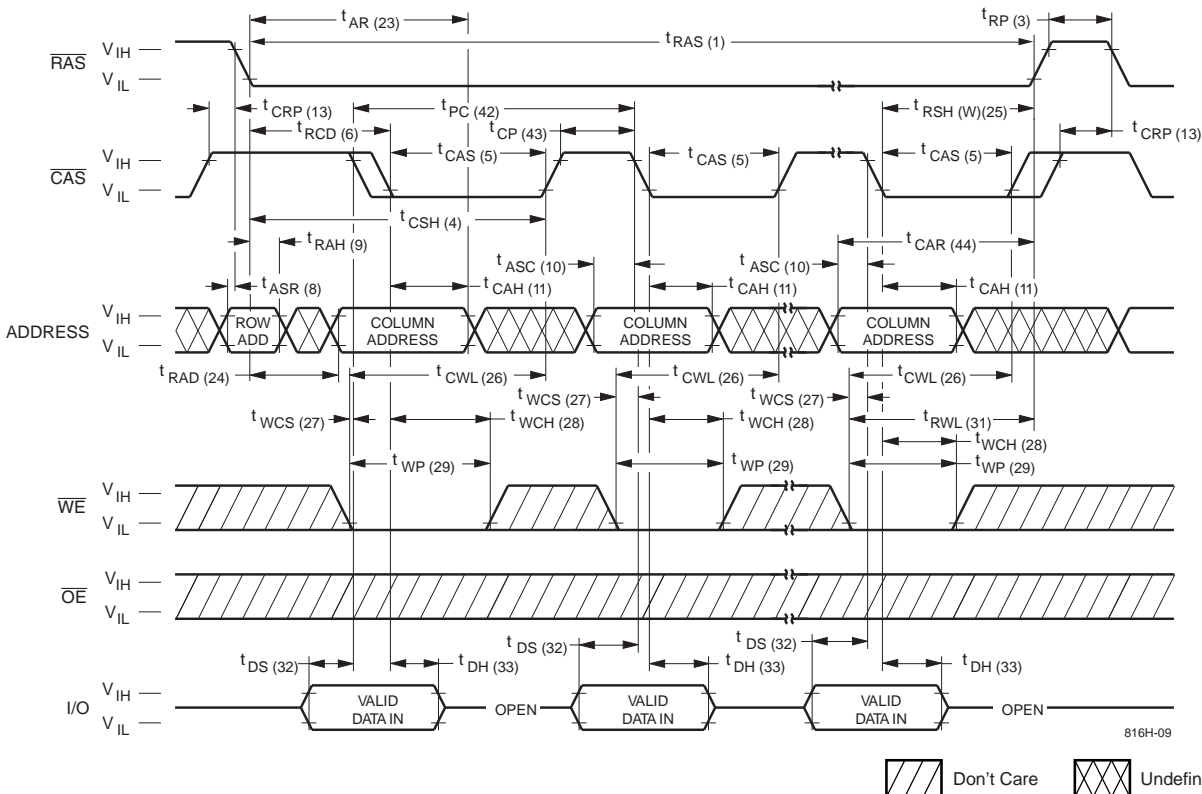 t AR (23)
t RP (3)
t RAS (1)
RAS
V IH
V IL
t CRP (13)
t PC (42)
t RSH (W)(25)
t RCD (6)
t CP (43)
t CRP (13)
t CAS (5)
t CAS (5)
t CAS (5)
CAS
V IH
V IL
t CSH (4)
t RAH (9)
t CAR (44)
t ASC (10)
t ASC (10)
t ASR (8)
t CAH (11)
t CAH (11)
t CAH (11)
ADDRESS
V IH
V IL
ROW ADD
COLUMN ADDRESS
COLUMN ADDRESS
COLUMN ADDRESS
t RAD (24)
t CWL (26)
t CWL (26)
t CWL (26)
t WCS (27)
t WCS (27)
t WCS (27)
t WCH (28)
t WCH (28)
t RWL (31)
t WCH (28)
t WP (29)
t WP (29)
t WP (29)
WE
V IH
V IL
OE
V IH
V IL
t DS (32)
t DH (33)
t DS (32)
t DH (33)
t DS (32)
t DH (33)
I/O
V IH
V IL
VALID DATA IN
OPEN
VALID DATA IN
VALID DATA IN
OPEN
816H-09
Don't Care
Undefin